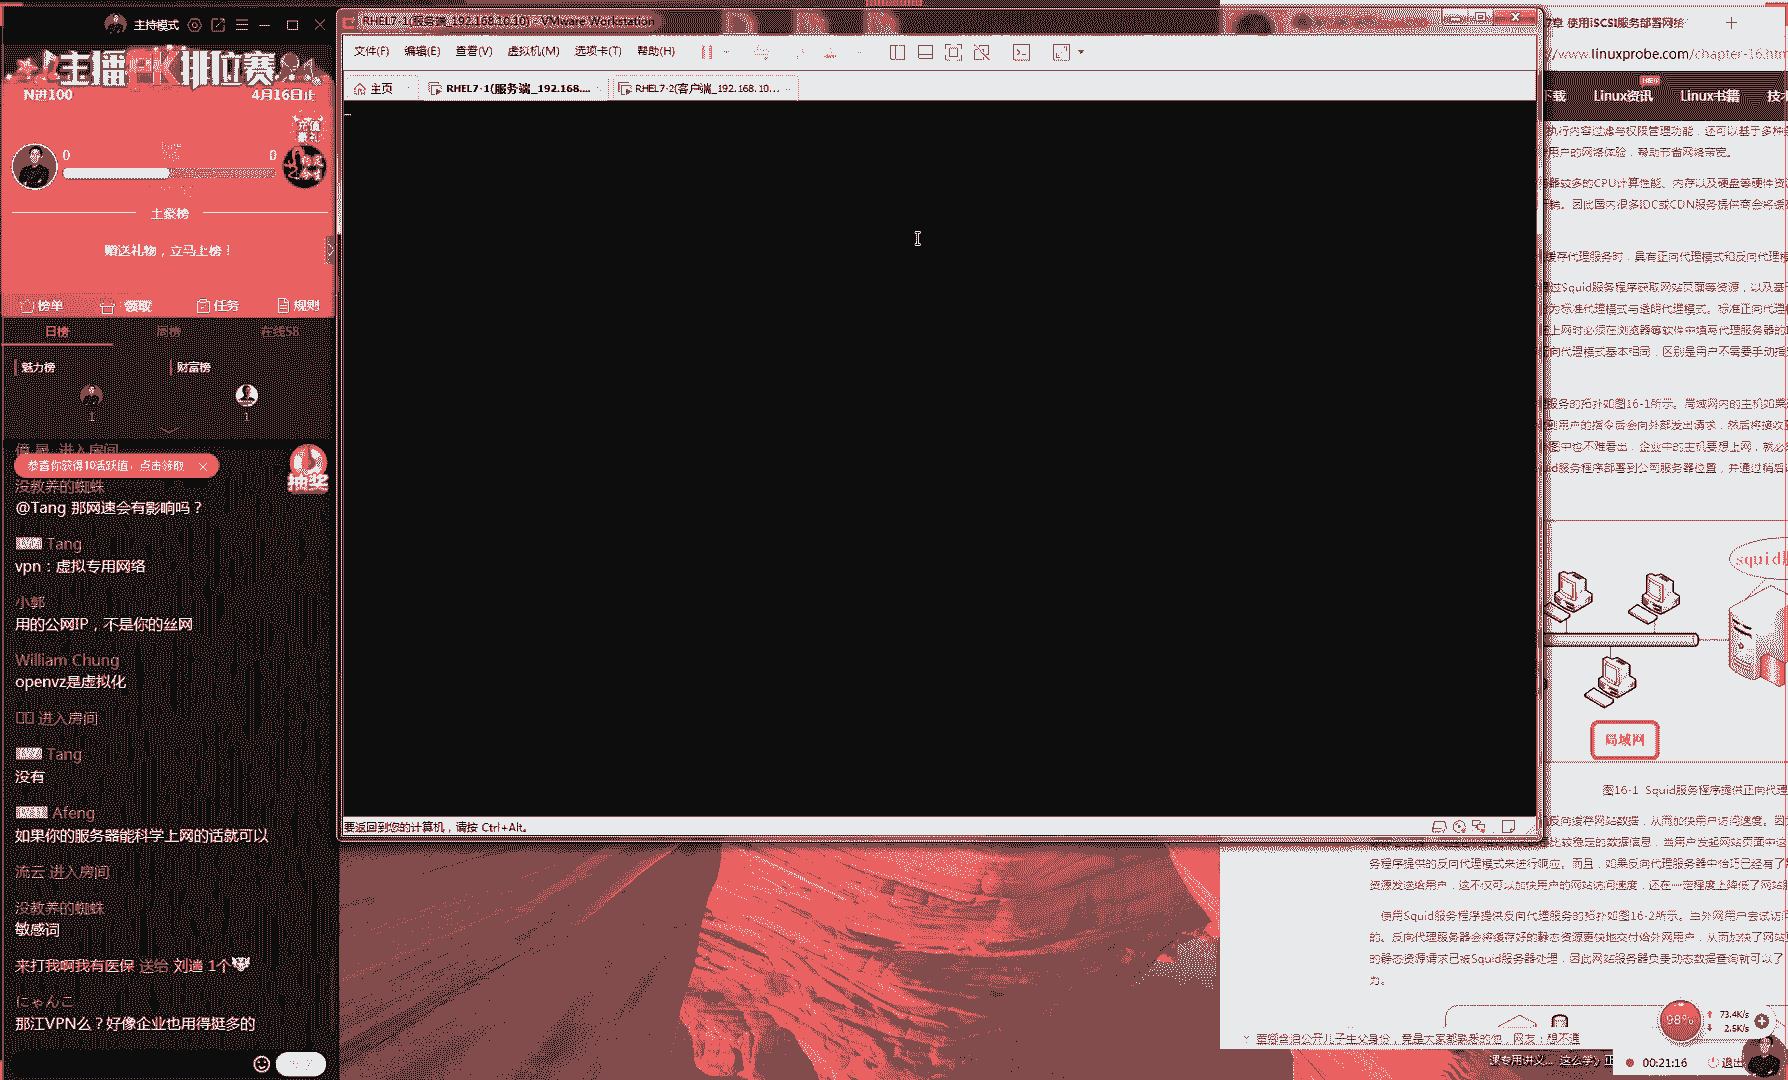 主持模式
主播PK排位赛
N进100
4月16日止
0
0
土豪榜
赠送礼物，立马上榜！
榜单
领取
任务
规则
日榜
周榜
在线58
魅力榜
财富榜
1
1
进入房间
恭喜你获得10活跃值，点击领取
抽奖
没教养的蜘蛛
@Tang 那网速会有影响吗？
Tang
vpn：虚拟专用网络
小郭
用的公网IP，不是你的丝网
William Chung
openvz是虚拟化
进入房间
Tang
没有
Afeng
如果你的服务器能科学上网的话就可以
流云 进入房间
没教养的蜘蛛
敏感词
来打我啊我有医保 送给 刘遄 1个
にゃんこ
那江VPN么？好像企业也用得挺多的
RHEL7-1(服务端_192.168.10.10) - VMware Workstation
文件(F) 编辑(E) 查看(V) 虚拟机(M) 选项卡(T) 帮助(H)
主页
RHEL7-1(服务端_192.168....
RHEL7-2(客户端_192.168.10...
要返回到您的计算机，请按 Ctrl+Alt。
章 使用iSCSI服务部署网络
//www.linuxprobe.com/chapter-16.htm
下载 Linux资讯 Linux书籍 技术
执行内容过滤与权限管理功能，还可以基于多种
用户的网络体验，帮助节省网络带宽。
器较多的CPU计算性能、内存以及硬盘等硬件资
因此国内很多IDC或CDN服务提供商会将缓
缓存代理服务时，具有正向代理模式和反向代理模
过Squid服务程序获取网站页面等资源，以及基于
为标准代理模式与透明代理模式。标准正向代理模
上网时必须在浏览器等软件中填写代理服务器的
向代理模式基本相同，区别是用户不需要手动指
服务的拓扑如图16-1所示。局域网内的主机如果
到用户的指令后会向外部发出请求，然后将接收到
图中也不难看出，企业中的主机要想上网，就必
uid服务程序部署到公司服务器位置，并通过稍后
squid
局域网
图16-1 Squid服务程序提供正向代理
反向缓存网站数据，从而加快用户访问速度。因
比较稳定的数据信息，当用户发起网站页面中这
务程序提供的反向代理模式来进行响应。而且，如果反向代理服务器中恰巧已经有了
资源发送给用户，这不仅可以加快用户的网站访问速度，还在一定程度上降低了网站
使用Squid服务程序提供反向代理服务的拓扑如图16-2所示。当外网用户尝试访
的。反向代理服务器会将缓存好的静态资源更快地交付给外网用户，从而加快了网站
的静态资源请求已被Squid服务器处理，因此网站服务器负责动态数据查询就可以了
为。
98%
73.4K/s
2.5K/s
00:21:16
退出